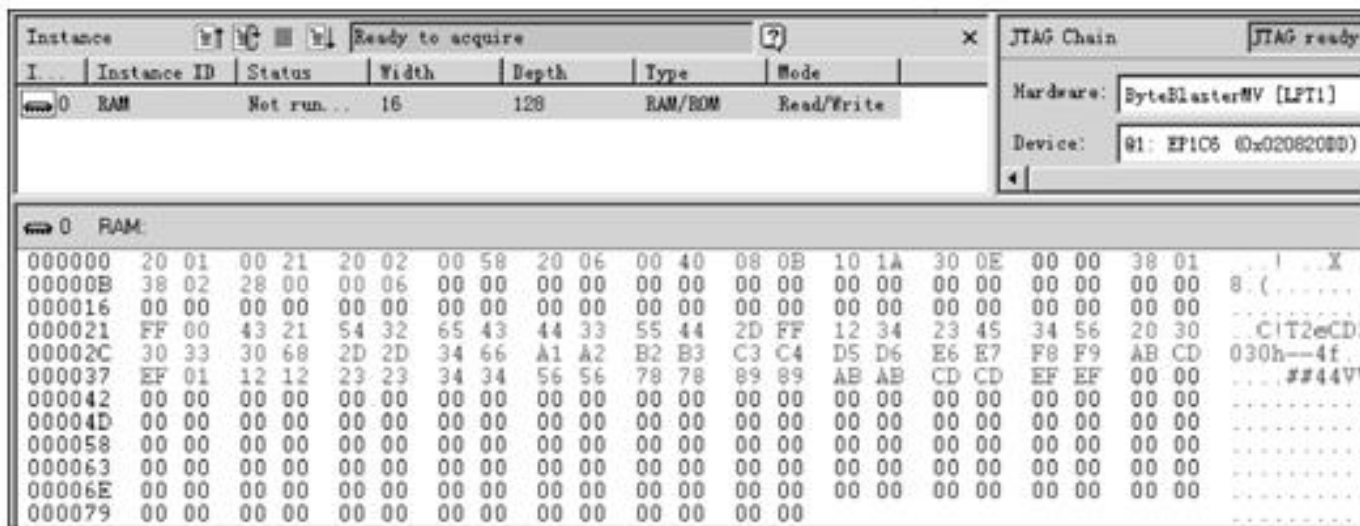 Instance Ready to acquire JTAG Chain JTAG ready
I... Instance ID Status Width Depth Type Mode
0 RAM Not run... 16 128 RAM/ROM Read/Write
Hardware: ByteBlasterMV [LPT1]
Device: @1: EP1C6 (0x020820DD)
0 RAM:
000000 20 01 00 21 20 02 00 58 20 06 00 40 08 0B 10 1A 30 0E 00 00 38 01 ...! ..X
00000B 38 02 28 00 00 06 00 00 00 00 00 00 00 00 00 00 00 00 00 00 00 00 8.(......
000016 00 00 00 00 00 00 00 00 00 00 00 00 00 00 00 00 00 00 00 00 00 00 .........
000021 FF 00 43 21 54 32 65 43 44 33 55 44 2D FF 12 34 23 45 34 56 20 30 ..C!T2eCD
00002C 30 33 30 68 2D 2D 34 66 A1 A2 B2 B3 C3 C4 D5 D6 E6 E7 F8 F9 AB CD 030h--4f.
000037 EF 01 12 12 23 23 34 34 56 56 78 78 89 89 AB AB CD CD EF EF 00 00 ....##44V
000042 00 00 00 00 00 00 00 00 00 00 00 00 00 00 00 00 00 00 00 00 00 00 .........
00004D 00 00 00 00 00 00 00 00 00 00 00 00 00 00 00 00 00 00 00 00 00 00 .........
000058 00 00 00 00 00 00 00 00 00 00 00 00 00 00 00 00 00 00 00 00 00 00 .........
000063 00 00 00 00 00 00 00 00 00 00 00 00 00 00 00 00 00 00 00 00 00 00 .........
00006E 00 00 00 00 00 00 00 00 00 00 00 00 00 00 00 00 00 00 00 00 00 00 .........
000079 00 00 00 00 00 00 00 00 00 00 00 00 00 00 .........